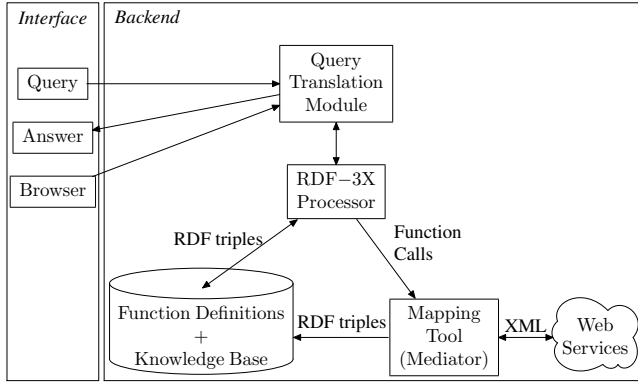 Interface
Backend
Query
Answer
Browser
Query
Translation
Module
RDF−3X
Processor
RDF triples
Function
Calls
Function Definitions
+
Knowledge Base
RDF triples
Mapping
Tool
(Mediator)
XML
Web
Services